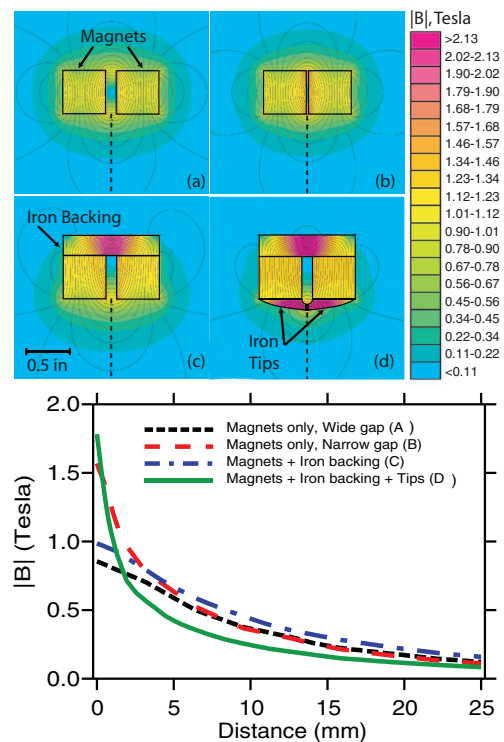 |B|, Tesla
Magnets
(a)
(b)
Iron Backing
(c)
0.5 in
Iron
Tips
(d)
>2.13
2.02-2.13
1.90-2.02
1.79-1.90
1.68-1.79
1.57-1.68
1.46-1.57
1.34-1.46
1.23-1.34
1.12-1.23
1.01-1.12
0.90-1.01
0.78-0.90
0.67-0.78
0.56-0.67
0.45-0.56
0.34-0.45
0.22-0.34
0.11-0.22
<0.11
2.0
1.5
1.0
0.5
0.0
|B| (Tesla)
Magnets only, Wide gap (A )
Magnets only, Narrow gap (B)
Magnets + Iron backing (C)
Magnets + Iron backing + Tips (D )
0 5 10 15 20 25
Distance (mm)